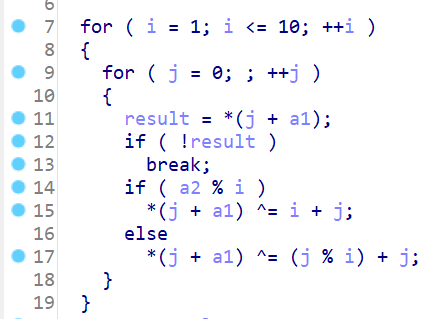 6
7 for ( i = 1; i <= 10; ++i )
8 {
9 for ( j = 0; ; ++j )
10 {
11 result = *(j + a1);
12 if ( !result )
13 break;
14 if ( a2 % i )
15 *(j + a1) ^= i + j;
16 else
17 *(j + a1) ^= (j % i) + j;
18 }
19 }